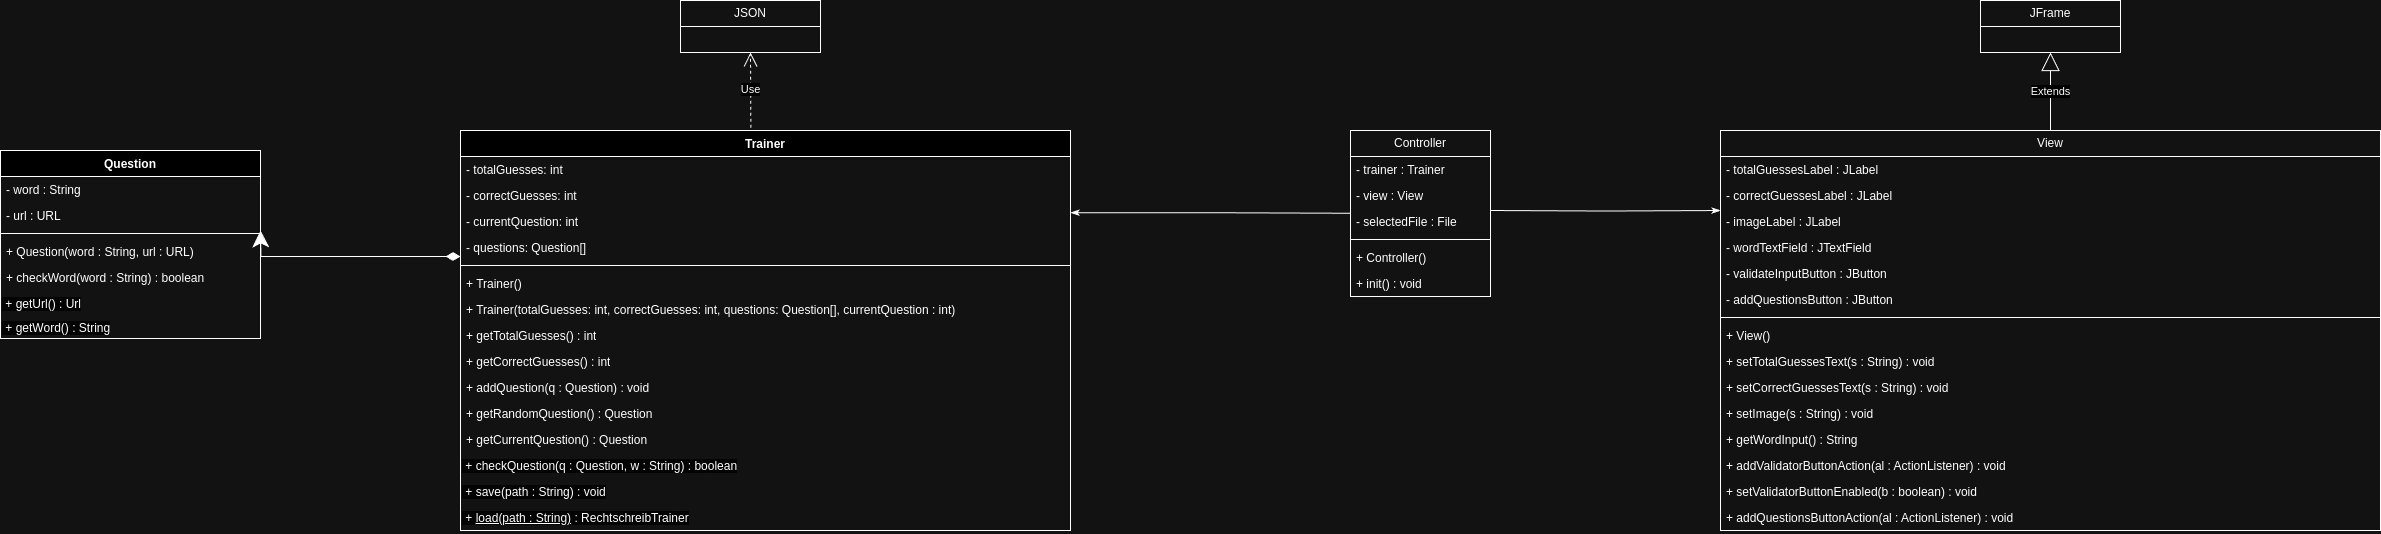 JSON
Use
JFrame
Extends
Question
- word : String
- url : URL
+ Question(word : String, url : URL)
+ checkWord(word : String) : boolean
+ getUrl() : Url
+ getWord() : String
Trainer
- totalGuesses: int
- correctGuesses: int
- currentQuestion: int
- questions: Question[]
+ Trainer()
+ Trainer(totalGuesses: int, correctGuesses: int, questions: Question[], currentQuestion : int)
+ getTotalGuesses() : int
+ getCorrectGuesses() : int
+ addQuestion(q : Question) : void
+ getRandomQuestion() : Question
+ getCurrentQuestion() : Question
+ checkQuestion(q : Question, w : String) : boolean
+ save(path : String) : void
+ load(path : String) : RechtschreibTrainer
Controller
- trainer : Trainer
- view : View
- selectedFile : File
+ Controller()
+ init() : void
View
- totalGuessesLabel : JLabel
- correctGuessesLabel : JLabel
- imageLabel : JLabel
- wordTextField : JTextField
- validateInputButton : JButton
- addQuestionsButton : JButton
+ View()
+ setTotalGuessesText(s : String) : void
+ setCorrectGuessesText(s : String) : void
+ setImage(s : String) : void
+ getWordInput() : String
+ addValidatorButtonAction(al : ActionListener) : void
+ setValidatorButtonEnabled(b : boolean) : void
+ addQuestionsButtonAction(al : ActionListener) : void